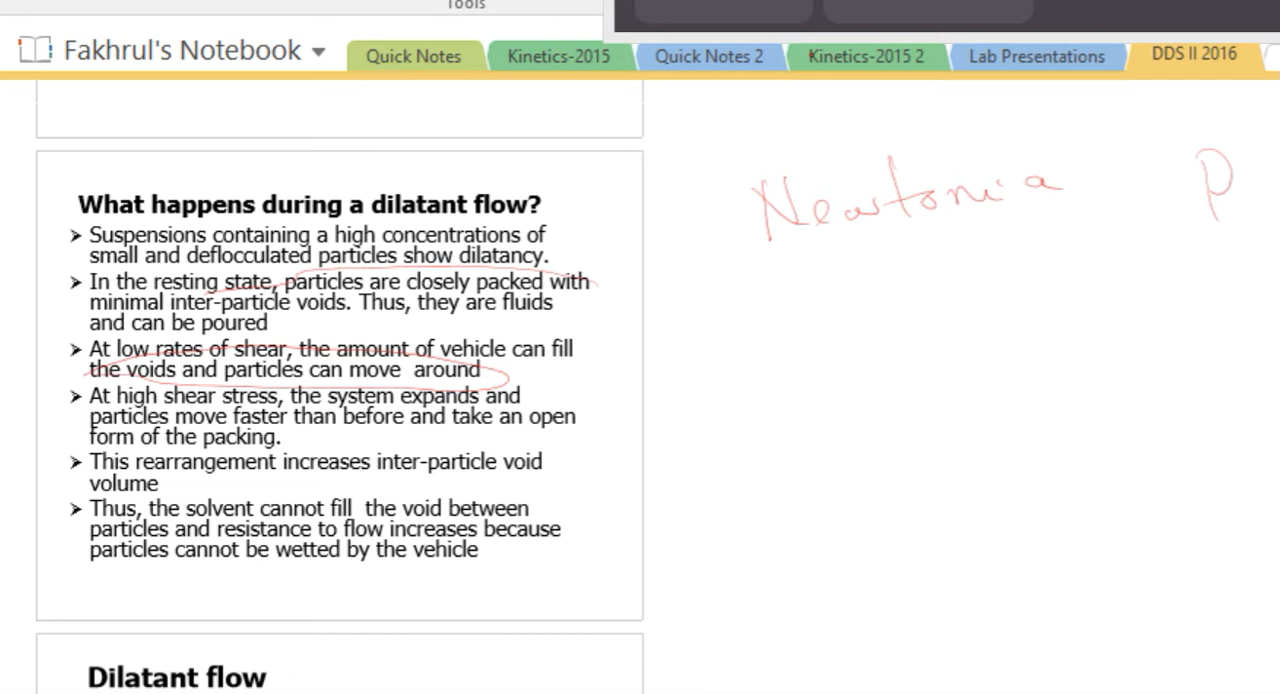 Tools
Fakhrul's Notebook
Quick Notes
Kinetics-2015
Quick Notes 2
Kinetics-2015 2
Lab Presentations
DDS II 2016
What happens during a dilatant flow?
➤ Suspensions containing a high concentrations of
small and deflocculated particles show dilatancy.
➤ In the resting state, particles are closely packed with
minimal inter-particle voids. Thus, they are fluids
and can be poured
➤ At low rates of shear, the amount of vehicle can fill
the voids and particles can move around
➤ At high shear stress, the system expands and
particles move faster than before and take an open
form of the packing.
➤ This rearrangement increases inter-particle void
volume
➤ Thus, the solvent cannot fill the void between
particles and resistance to flow increases because
particles cannot be wetted by the vehicle
Newtonia P
Dilatant flow